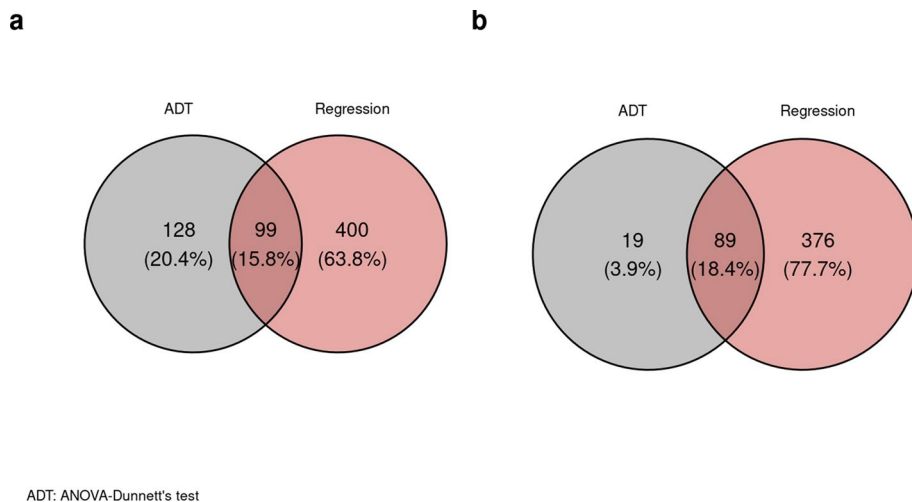 a
b
ADT
Regression
128
(20.4%)
99
(15.8%)
400
(63.8%)
ADT
Regression
19
(3.9%)
89
(18.4%)
376
(77.7%)
ADT: ANOVA-Dunnett's test